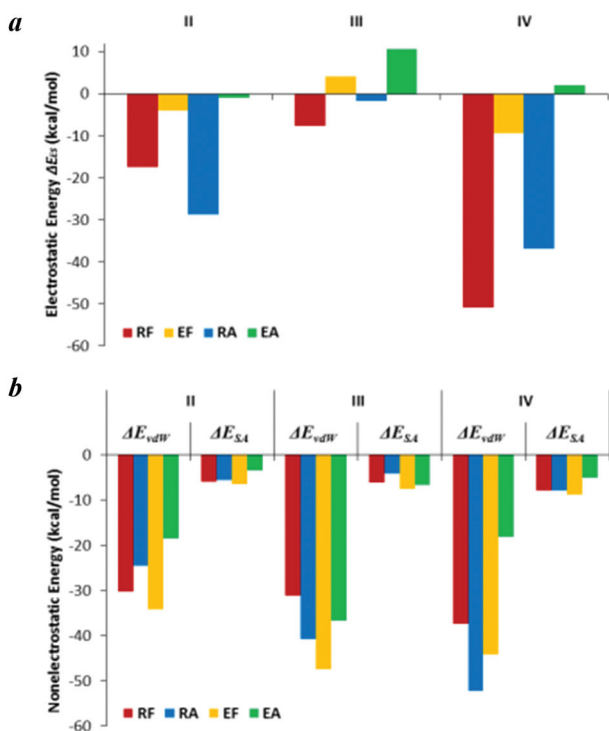 a
II III IV
Electrostatic Energy ΔEes (kcal/mol)
10
0
-10
-20
-30
-40
-50
-60
RF EF RA EA
b
II III IV
ΔEvdW ΔESA ΔEvdW ΔESA ΔEvdW ΔESA
Nonelectrostatic Energy (kcal/mol)
0
-10
-20
-30
-40
-50
-60
RF RA EF EA